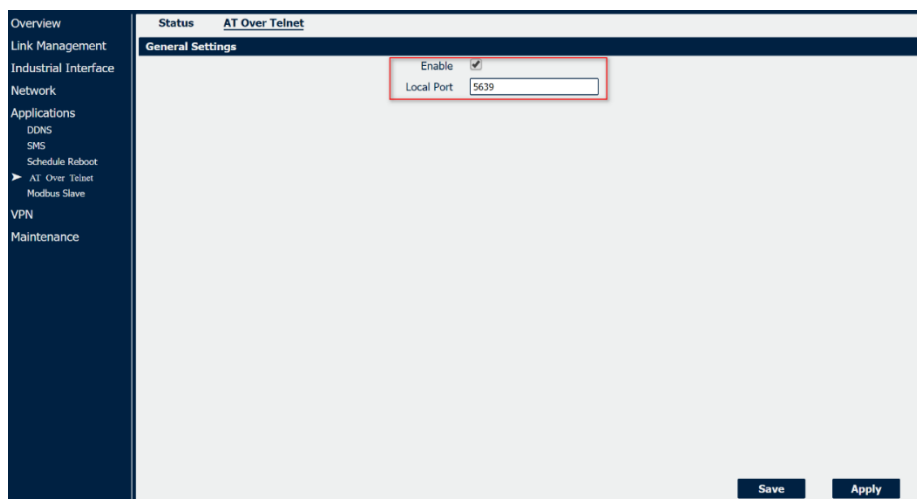 Overview
Link Management
Industrial Interface
Network
Applications
DDNS
SMS
Schedule Reboot
AT Over Telnet
Modbus Slave
VPN
Maintenance
Status AT Over Telnet
General Settings
Enable
Local Port 5639
Save Apply